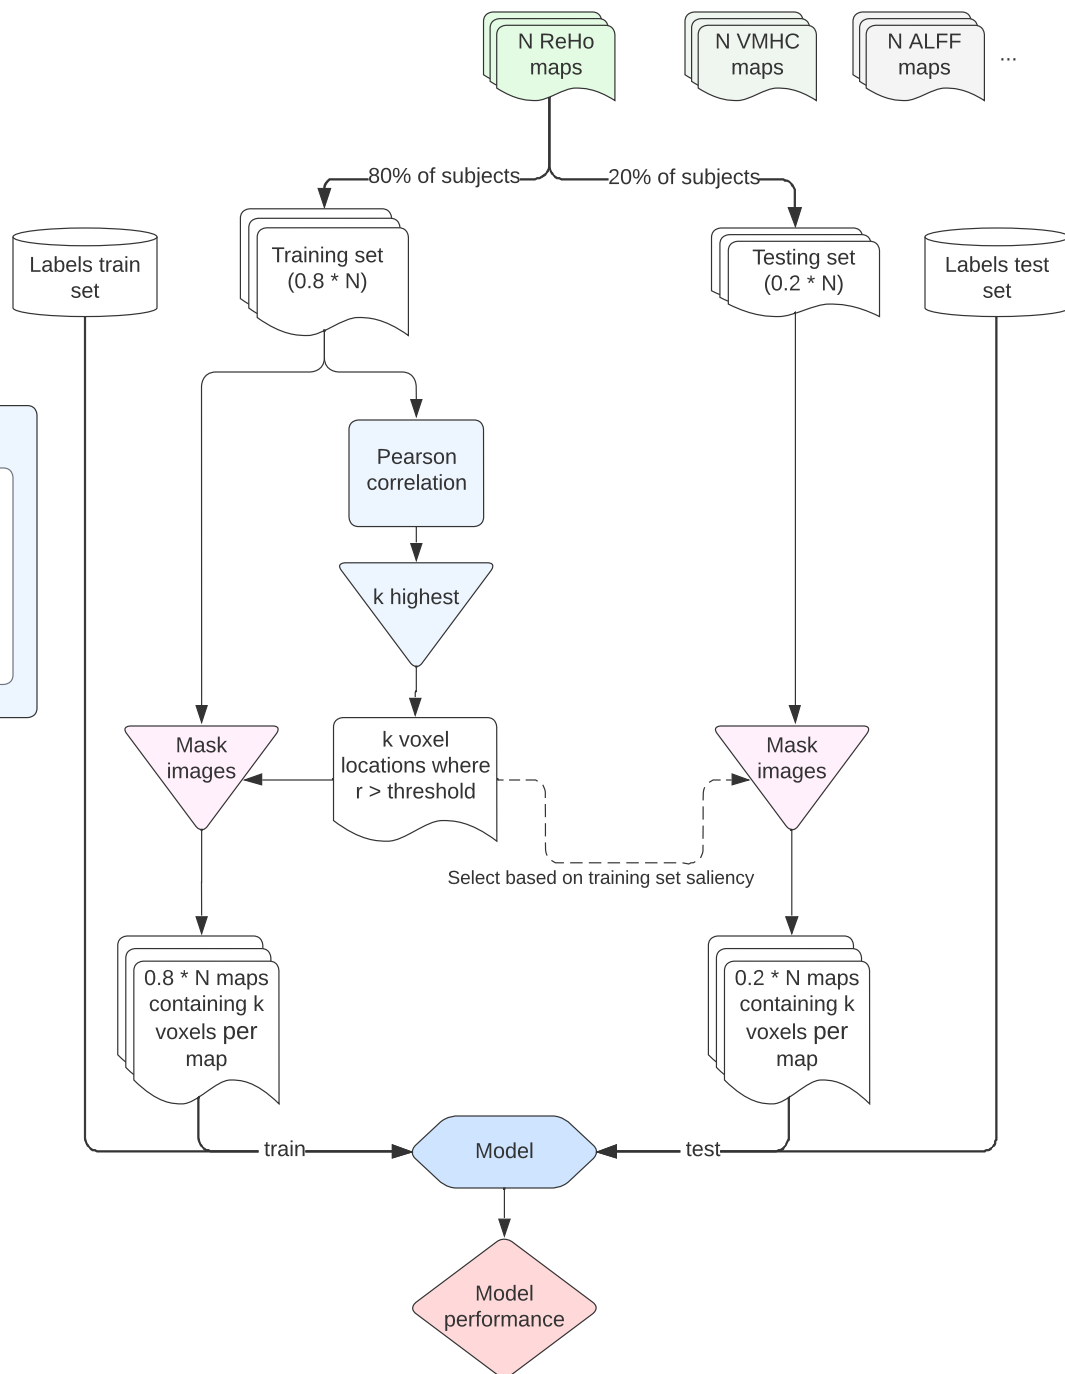 N ReHo
maps
N VMHC
maps
N ALFF
maps
...
80% of subjects
20% of subjects
Labels train
set
Training set
(0.8 * N)
Testing set
(0.2 * N)
Labels test
set
Pearson
correlation
k highest
Mask
images
k voxel
locations where
r > threshold
Mask
images
Select based on training set saliency
0.8 * N maps
containing k
voxels per
map
0.2 * N maps
containing k
voxels per
map
train
Model
test
Model
performance